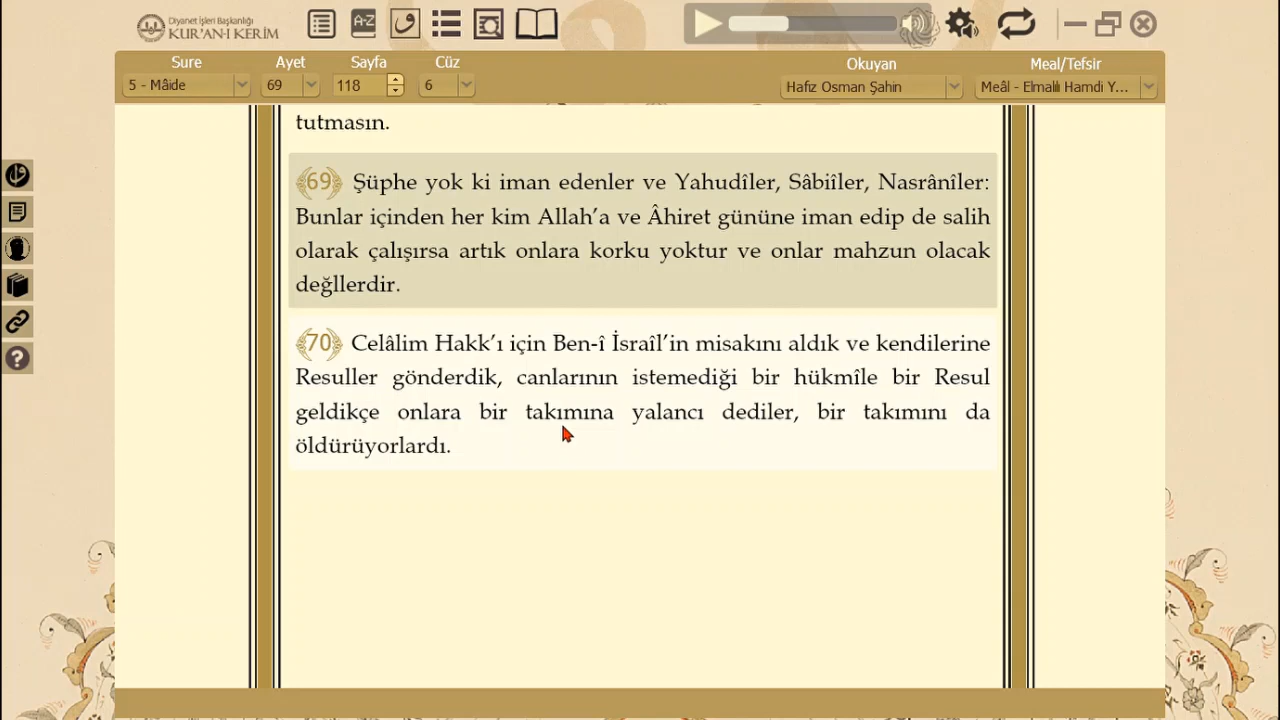 Diyanet İşleri Başkanlığı
KUR'AN-I KERİM
A-Z
Sure
Ayet
Sayfa
Cüz
Okuyan
Meal/Tefsir
5 - Mâide
69
118
6
Hafız Osman Şahin
Meâl - Elmalılı Hamdi Y...
tutmasın.
69 Şüphe yok ki iman edenler ve Yahudîler, Sâbiîler, Nasrânîler:
Bunlar içinden her kim Allah’a ve Âhiret gününe iman edip de salih
olarak çalışırsa artık onlara korku yoktur ve onlar mahzun olacak
değllerdir.
70 Celâlim Hakk’ı için Ben-î İsraîl’in misakını aldık ve kendilerine
Resuller gönderdik, canlarının istemediği bir hükmîle bir Resul
geldikçe onlara bir takımına yalancı dediler, bir takımını da
öldürüyorlardı.
?